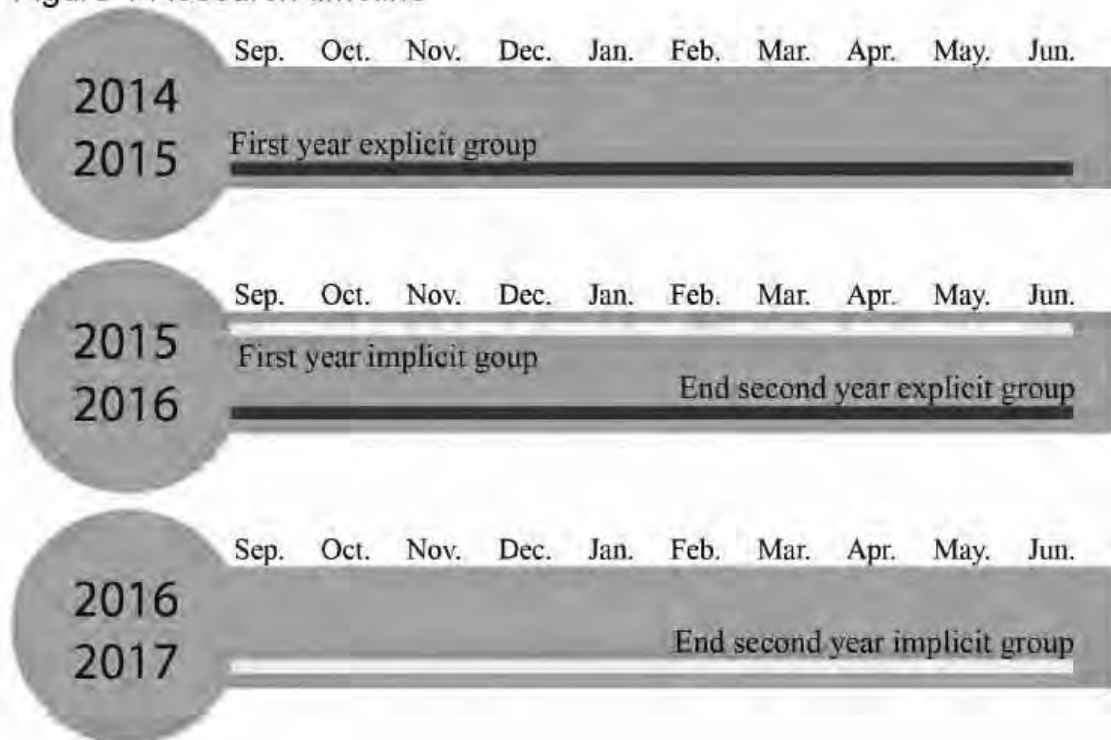 Sep. Oct. Nov. Dec. Jan. Feb. Mar. Apr. May. Jun.
2014
2015
First year explicit group
Sep. Oct. Nov. Dec. Jan. Feb. Mar. Apr. May. Jun.
2015
2016
First year implicit goup
End second year explicit group
Sep. Oct. Nov. Dec. Jan. Feb. Mar. Apr. May. Jun.
2016
2017
End second year implicit group